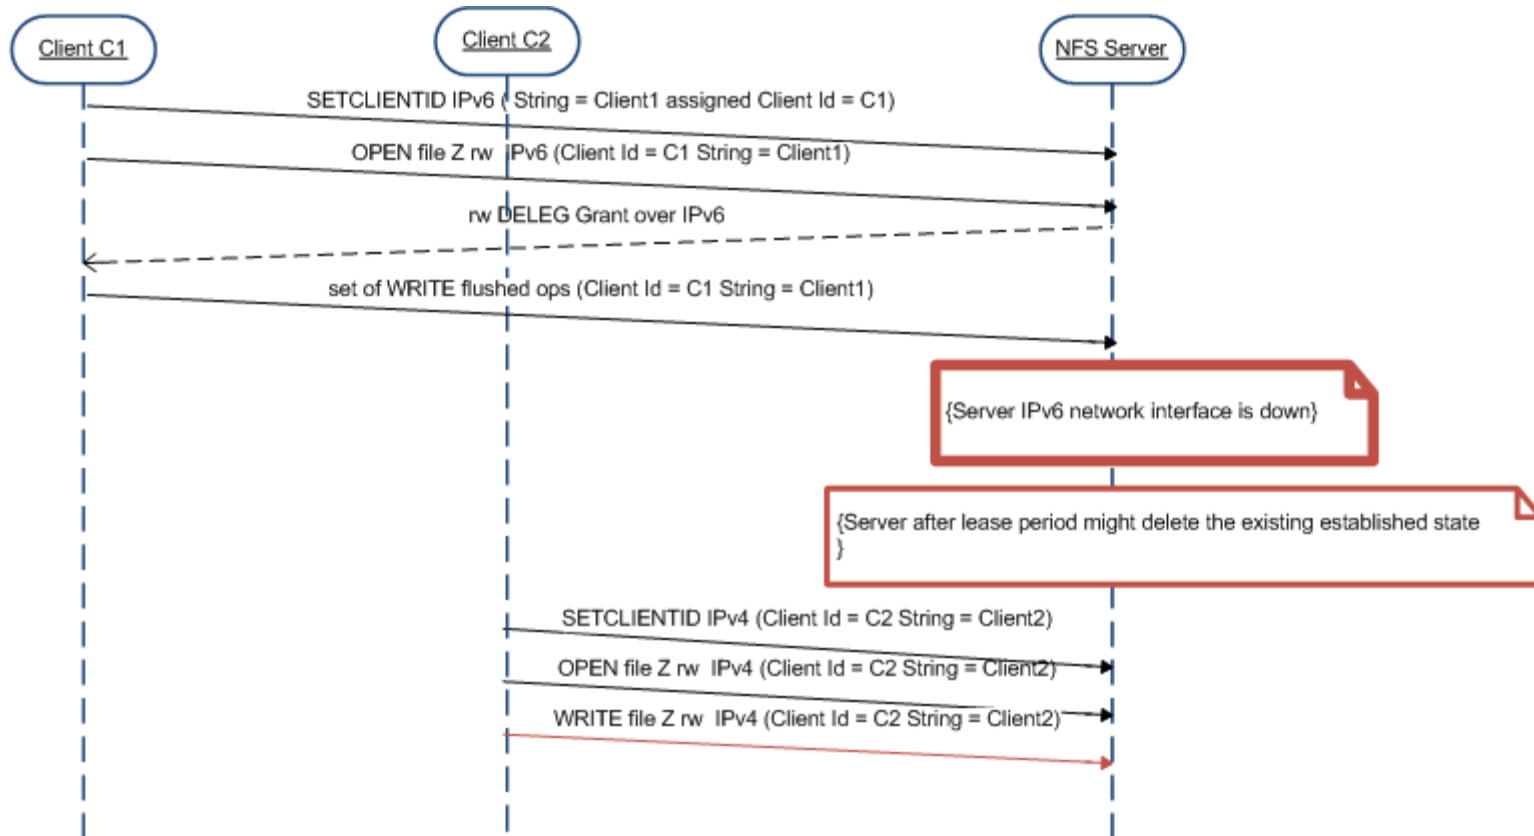 Client C1
Client C2
NFS Server
SETCLIENTID IPv6 ( String = Client1 assigned Client Id = C1)
OPEN file Z rw  IPv6 (Client Id = C1 String = Client1)
rw DELEG Grant over IPv6
set of WRITE flushed ops (Client Id = C1 String = Client1)
{Server IPv6 network interface is down}
{Server after lease period might delete the existing established state
}
SETCLIENTID IPv4 (Client Id = C2 String = Client2)
OPEN file Z rw  IPv4 (Client Id = C2 String = Client2)
WRITE file Z rw  IPv4 (Client Id = C2 String = Client2)